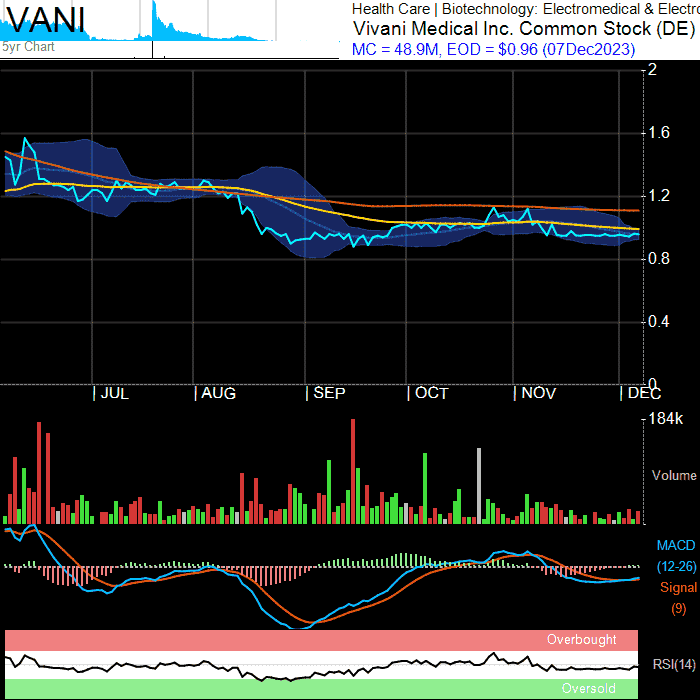 VANI
5yr Chart
Health Care | Biotechnology: Electromedical & Electro
Vivani Medical Inc. Common Stock (DE)
MC = 48.9M, EOD = $0.96 (07Dec2023)
2
1.6
1.2
0.8
0.4
0
| JUL | AUG | SEP | OCT | NOV | DEC
184k
Volume
MACD
(12-26)
Signal
(9)
Overbought
RSI(14)
Oversold